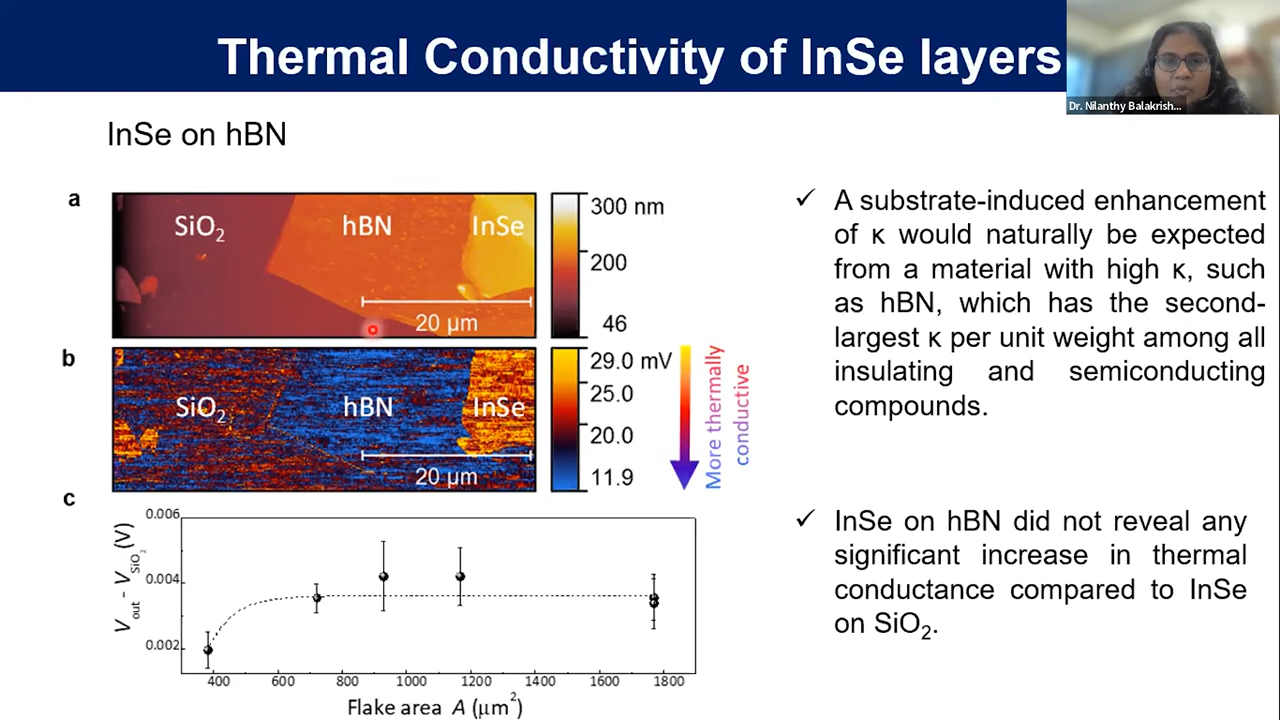 Thermal Conductivity of InSe layers
Dr. Nilanthy Balakrish...
InSe on hBN
a
SiO₂
hBN
InSe
20 µm
300 nm
200
46
b
SiO₂
hBN
InSe
20 µm
29.0 mV
25.0
20.0
11.9
More thermally
conductive
c
V_out - V_SiO₂ (V)
0.006
0.004
0.002
400 600 800 1000 1200 1400 1600 1800
Flake area A (µm²)
✓ A substrate-induced enhancement
of κ would naturally be expected
from a material with high κ, such
as hBN, which has the second-
largest κ per unit weight among all
insulating and semiconducting
compounds.
✓ InSe on hBN did not reveal any
significant increase in thermal
conductance compared to InSe
on SiO₂.